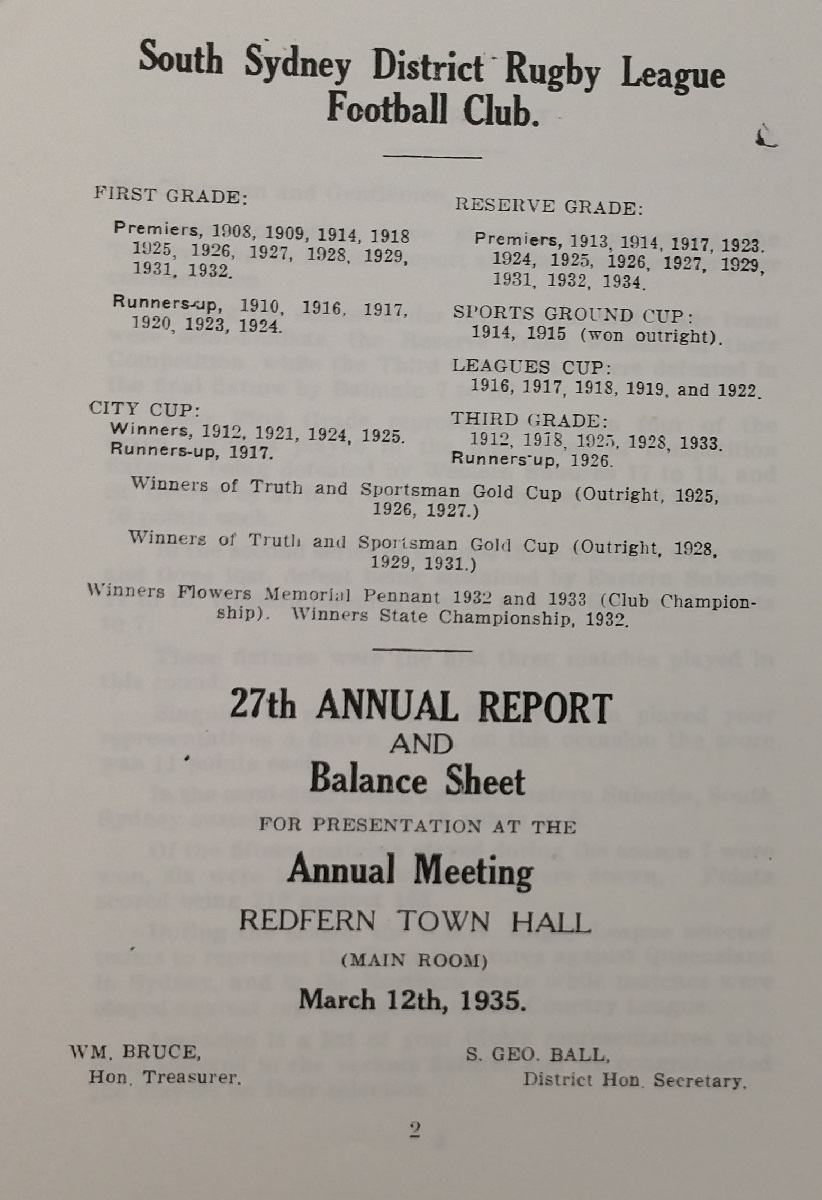 South Sydney District Rugby League
Football Club.
FIRST GRADE:
Premiers, 1908, 1909, 1914, 1918
1925, 1926, 1927, 1928, 1929,
1931, 1932.
Runners-up, 1910, 1916, 1917,
1920, 1923, 1924.
CITY CUP:
Winners, 1912, 1921, 1924, 1925.
Runners-up, 1917.
RESERVE GRADE:
Premiers, 1913, 1914, 1917, 1923.
1924, 1925, 1926, 1927, 1929,
1931, 1932, 1934.
SPORTS GROUND CUP:
1914, 1915 (won outright).
LEAGUES CUP:
1916, 1917, 1918, 1919, and 1922.
THIRD GRADE:
1912, 1918, 1925, 1928, 1933.
Runners-up, 1926.
Winners of Truth and Sportsman Gold Cup (Outright, 1925,
1926, 1927.)
Winners of Truth and Sportsman Gold Cup (Outright, 1928,
1929, 1931.)
Winners Flowers Memorial Pennant 1932 and 1933 (Club Champion-
ship). Winners State Championship, 1932.
27th ANNUAL REPORT
AND
Balance Sheet
FOR PRESENTATION AT THE
Annual Meeting
REDFERN TOWN HALL
(MAIN ROOM)
March 12th, 1935.
WM. BRUCE,
Hon. Treasurer.
S. GEO. BALL,
District Hon. Secretary.
2